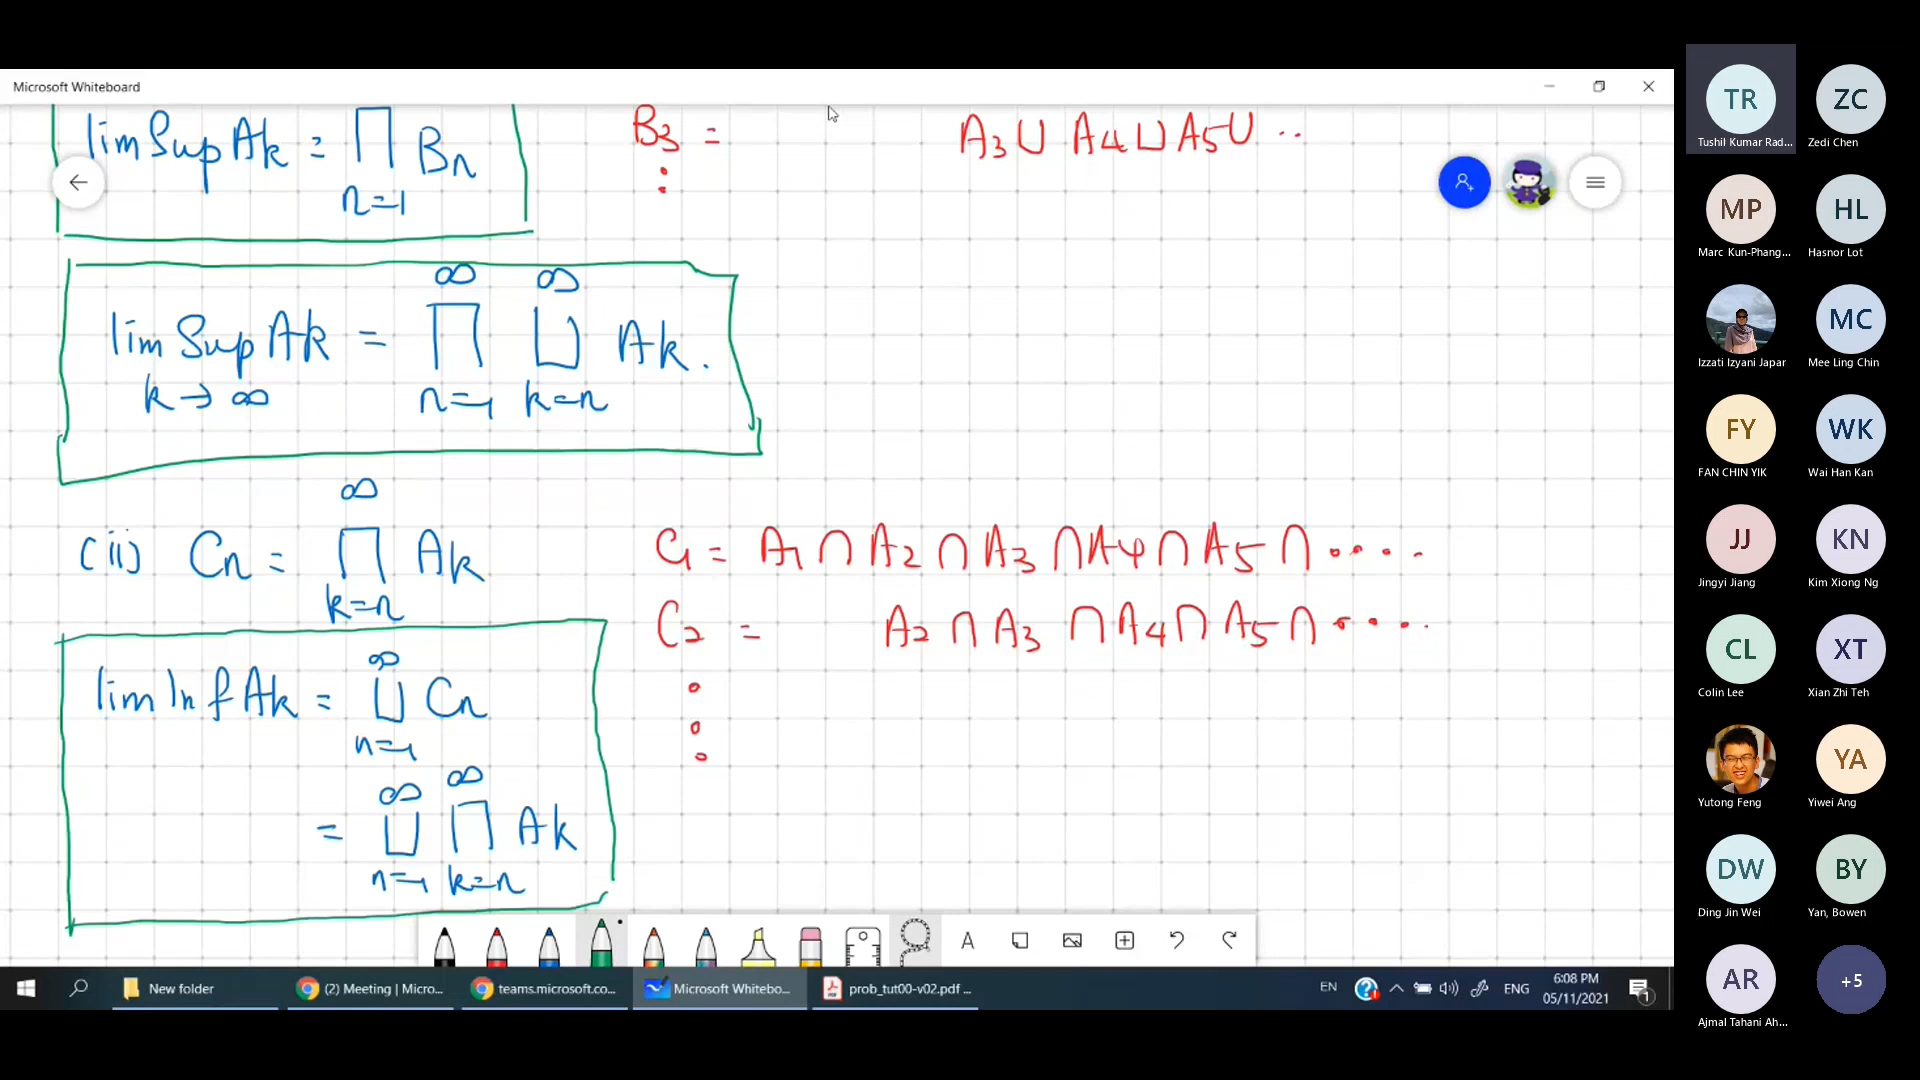 Microsoft Whiteboard
lim Sup Ak = ∩ Bn
n=1
B3 = A3 ∪ A4 ∪ A5 ∪ ..
∞ ∞
lim Sup Ak = ∩ ∪ Ak.
k → ∞ n=1 k=n
∞
(ii) Cn = ∩ Ak
k=n
C1 = A1 ∩ A2 ∩ A3 ∩ A4 ∩ A5 ∩ ....
C2 = A2 ∩ A3 ∩ A4 ∩ A5 ∩ ....
∞
lim Inf Ak = ∪ Cn
n=1
∞ ∞
= ∪ ∩ Ak
n=1 k=n
A
New folder
(2) Meeting | Micro...
teams.microsoft.co...
Microsoft Whitebo...
prob_tut00-v02.pdf ...
EN
ENG
6:08 PM
05/11/2021
1
TR
Tushil Kumar Rad...
ZC
Zedi Chen
MP
Marc Kun-Phang...
HL
Hasnor Lot
Izzati Izyani Japar
MC
Mee Ling Chin
FY
FAN CHIN YIK
WK
Wai Han Kan
JJ
Jingyi Jiang
KN
Kim Xiong Ng
CL
Colin Lee
XT
Xian Zhi Teh
Yutong Feng
YA
Yiwei Ang
DW
Ding Jin Wei
BY
Yan, Bowen
AR
Ajmal Tahani Ah...
+5